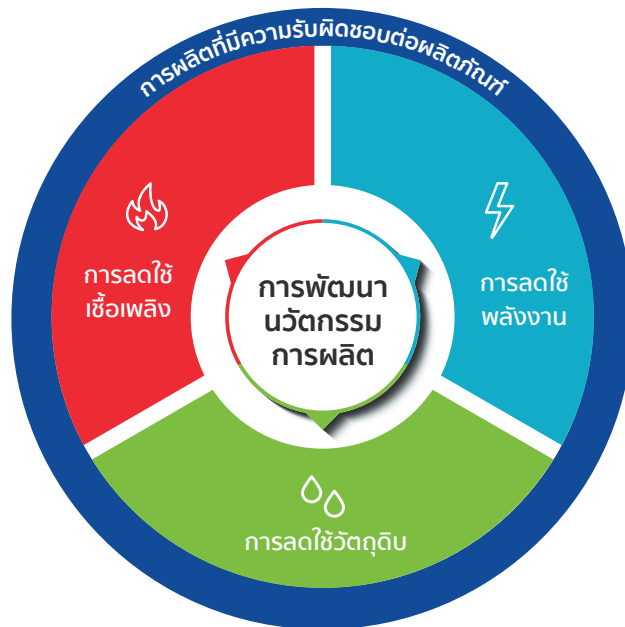 การผลิตที่มีความรับผิดชอบต่อผลิตภัณฑ์
การลดใช้
เชื้อเพลิง
การพัฒนา
นวัตกรรม
การผลิต
การลดใช้
พลังงาน
การลดใช้วัตถุดิบ